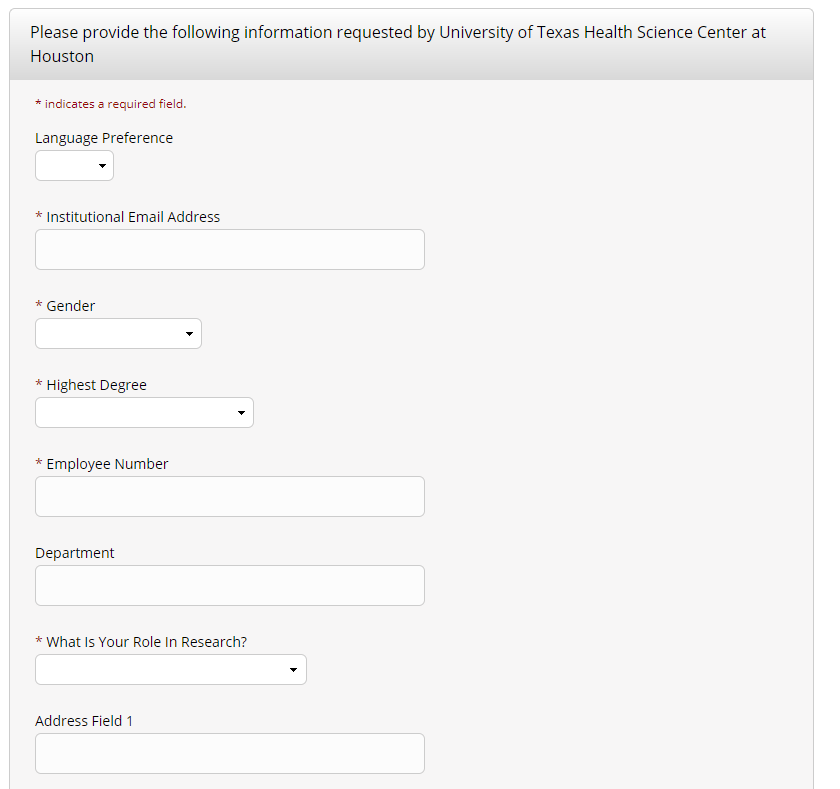 Please provide the following information requested by University of Texas Health Science Center at
Houston
* indicates a required field.
Language Preference
* Institutional Email Address
* Gender
* Highest Degree
* Employee Number
Department
* What Is Your Role In Research?
Address Field 1